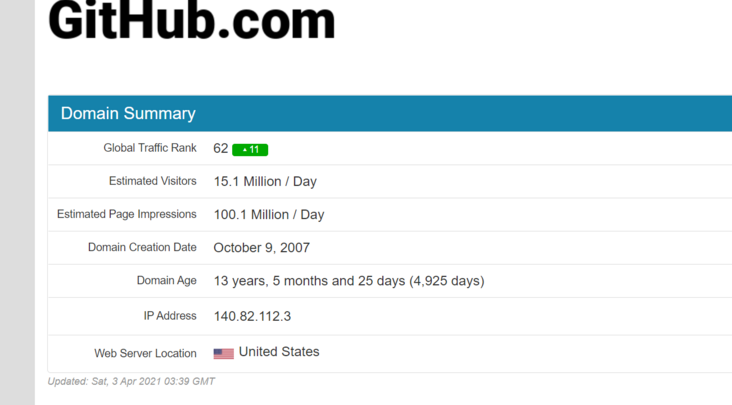 GitHub.com
Domain Summary
Global Traffic Rank 62 11
Estimated Visitors 15.1 Million / Day
Estimated Page Impressions 100.1 Million / Day
Domain Creation Date October 9, 2007
Domain Age 13 years, 5 months and 25 days (4,925 days)
IP Address 140.82.112.3
Web Server Location United States
Updated: Sat, 3 Apr 2021 03:39 GMT